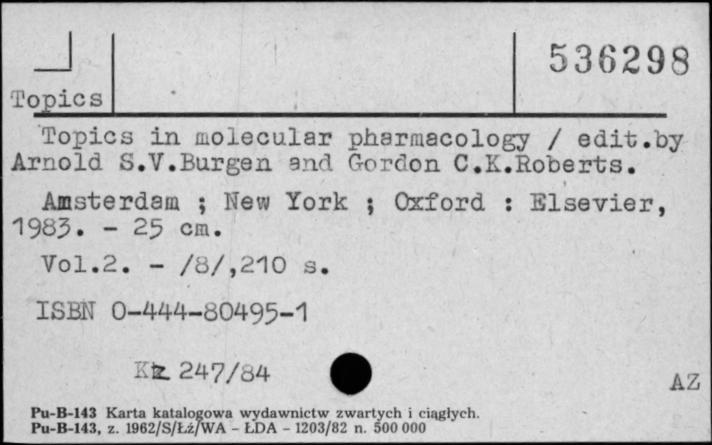 536298
Topics
Topics in molecular pharmacology / edit.by
Arnold S.V.Burgen and Gordon C.K.Roberts.
Amsterdam ; New York ; Oxford : Elsevier,
1983. - 25 cm.
Vol.2. - /8/,210 s.
ISBN 0-444-80495-1
247/84
AZ
Pu-B-143 Karta katalogowa wydawnictw zwartych i ciągłych.
Pu-B-143, z. 1962/S/Łź/WA - ŁDA - 1203/82 n. 500 000